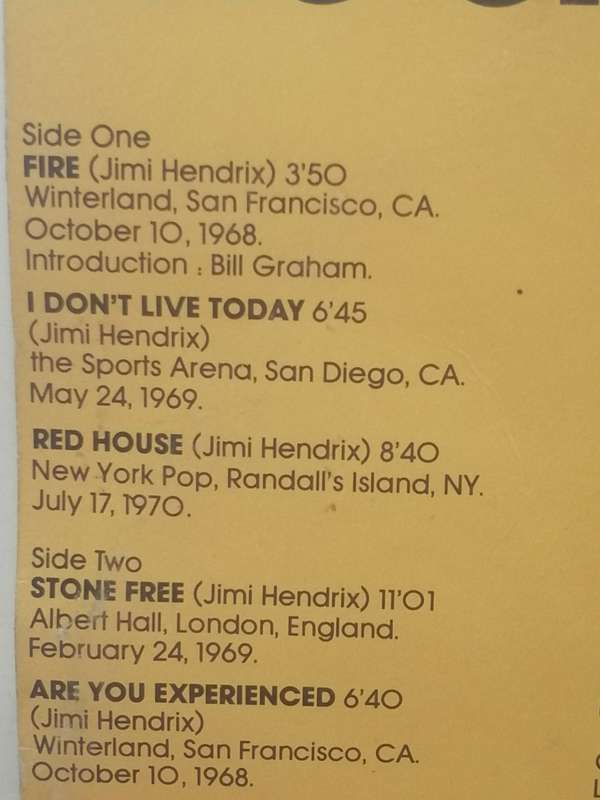 Side One
FIRE (Jimi Hendrix) 3'50
Winterland, San Francisco, CA.
October 10, 1968.
Introduction : Bill Graham.
I DON'T LIVE TODAY 6'45
(Jimi Hendrix)
the Sports Arena, San Diego, CA.
May 24, 1969.
RED HOUSE (Jimi Hendrix) 8'40
New York Pop, Randall's Island, NY.
July 17, 1970.
Side Two
STONE FREE (Jimi Hendrix) 11'01
Albert Hall, London, England.
February 24, 1969.
ARE YOU EXPERIENCED 6'40
(Jimi Hendrix)
Winterland, San Francisco, CA.
October 10, 1968.